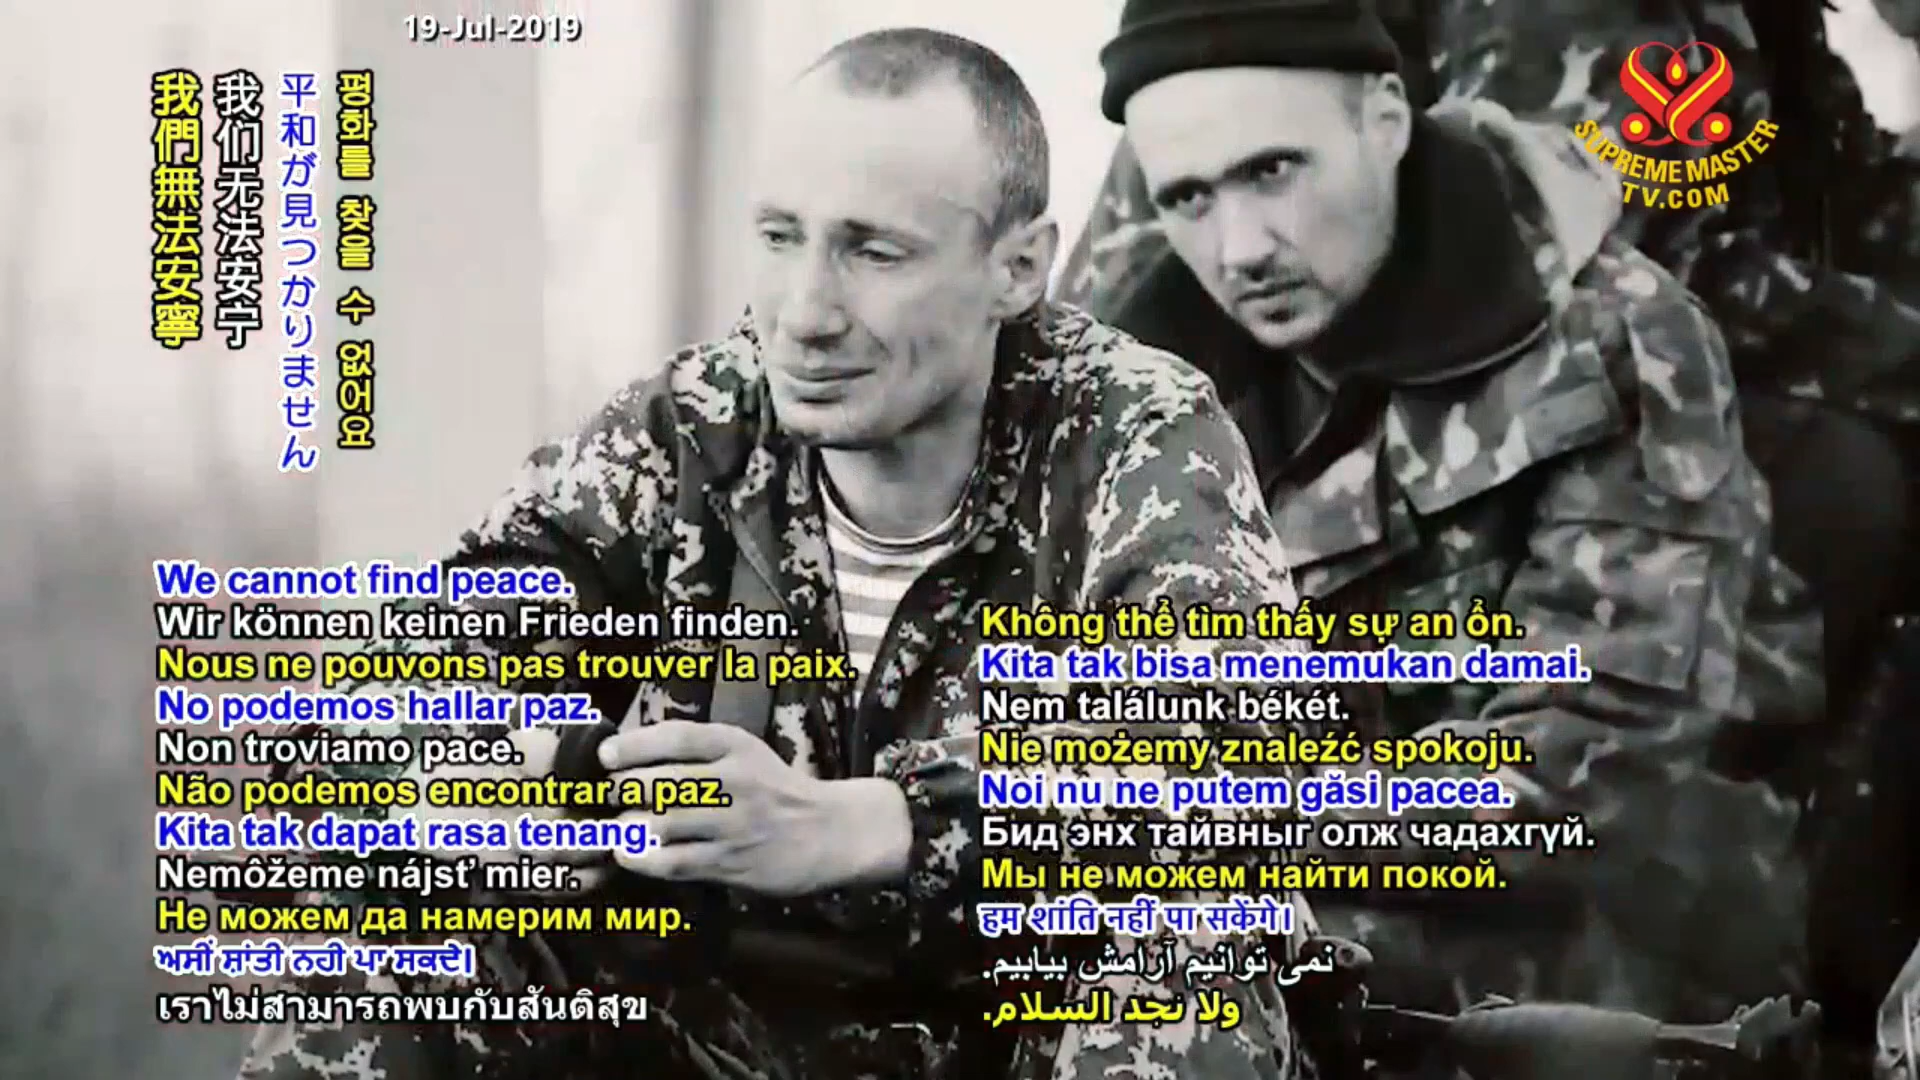 19-Jul-2019
SUPREME MASTER
TV.COM
평화를 찾을 수 없어요
平和が見つかりません
我们无法安宁
我們無法安寧
We cannot find peace.
Wir können keinen Frieden finden.
Nous ne pouvons pas trouver la paix.
No podemos hallar paz.
Non troviamo pace.
Não podemos encontrar a paz.
Kita tak dapat rasa tenang.
Nemôžeme nájsť mier.
Не можем да намерим мир.
ਅਸੀਂ ਸ਼ਾਂਤੀ ਨਹੀ ਪਾ ਸਕਦੇ।
เราไม่สามารถพบกับสันติสุข
Không thể tìm thấy sự an ổn.
Kita tak bisa menemukan damai.
Nem találunk békét.
Nie możemy znaleźć spokoju.
Noi nu ne putem găsi pacea.
Бид энх тайвныг олж чадахгүй.
Мы не можем найти покой.
हम शांति नहीं पा सकेंगे।
نمی توانیم آرامش بیابیم.
ولا نجد السلام.